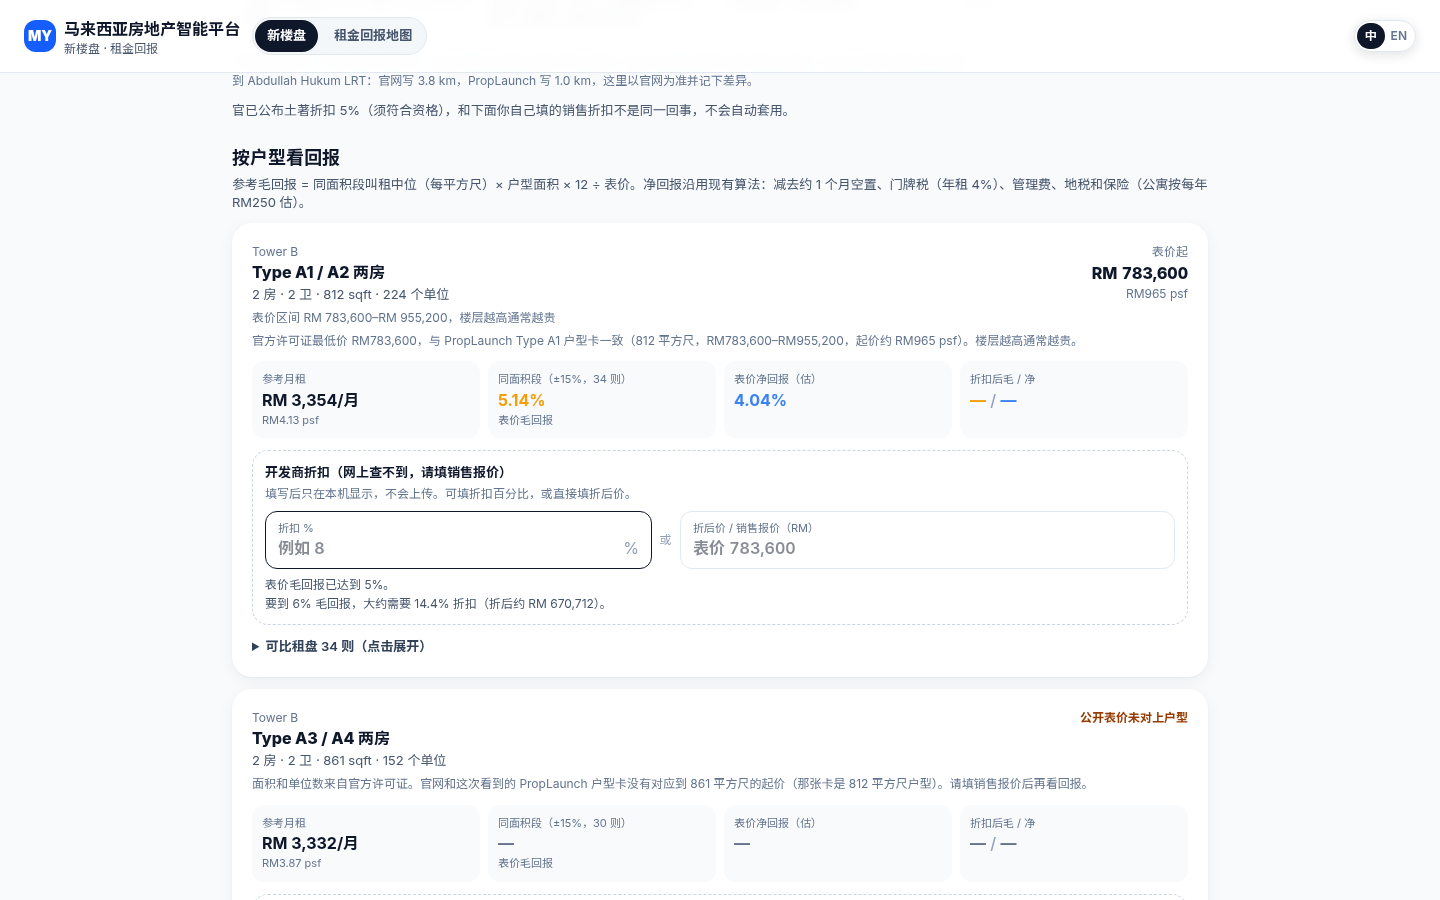 MY
马来西亚房地产智能平台
新楼盘 · 租金回报
新楼盘
租金回报地图
中
EN
到 Abdullah Hukum LRT：官网写 3.8 km，PropLaunch 写 1.0 km，这里以官网为准并记下差异。
官已公布土著折扣 5%（须符合资格），和下面你自己填的销售折扣不是同一回事，不会自动套用。
按户型看回报
参考毛回报 = 同面积段叫租中位（每平方尺）× 户型面积 × 12 ÷ 表价。净回报沿用现有算法：减去约 1 个月空置、门牌税（年租 4%）、管理费、地税和保险（公寓按每年
RM250 估）。
Tower B
Type A1 / A2 两房
2 房 · 2 卫 · 812 sqft · 224 个单位
表价起
RM 783,600
RM965 psf
表价区间 RM 783,600–RM 955,200，楼层越高通常越贵
官方许可证最低价 RM783,600，与 PropLaunch Type A1 户型卡一致（812 平方尺，RM783,600–RM955,200，起价约 RM965 psf）。楼层越高通常越贵。
参考月租
RM 3,354/月
RM4.13 psf
同面积段（±15%，34 则）
5.14%
表价毛回报
表价净回报（估）
4.04%
折扣后毛 / 净
— / —
开发商折扣（网上查不到，请填销售报价）
填写后只在本机显示，不会上传。可填折扣百分比，或直接填折后价。
折扣 %
例如 8
%
或
折后价 / 销售报价（RM）
表价 783,600
表价毛回报已达到 5%。
要到 6% 毛回报，大约需要 14.4% 折扣（折后约 RM 670,712）。
可比租盘 34 则（点击展开）
Tower B
Type A3 / A4 两房
2 房 · 2 卫 · 861 sqft · 152 个单位
公开表价未对上户型
面积和单位数来自官方许可证。官网和这次看到的 PropLaunch 户型卡没有对应到 861 平方尺的起价（那张卡是 812 平方尺户型）。请填销售报价后再看回报。
参考月租
RM 3,332/月
RM3.87 psf
同面积段（±15%，30 则）
—
表价毛回报
表价净回报（估）
—
折扣后毛 / 净
— / —